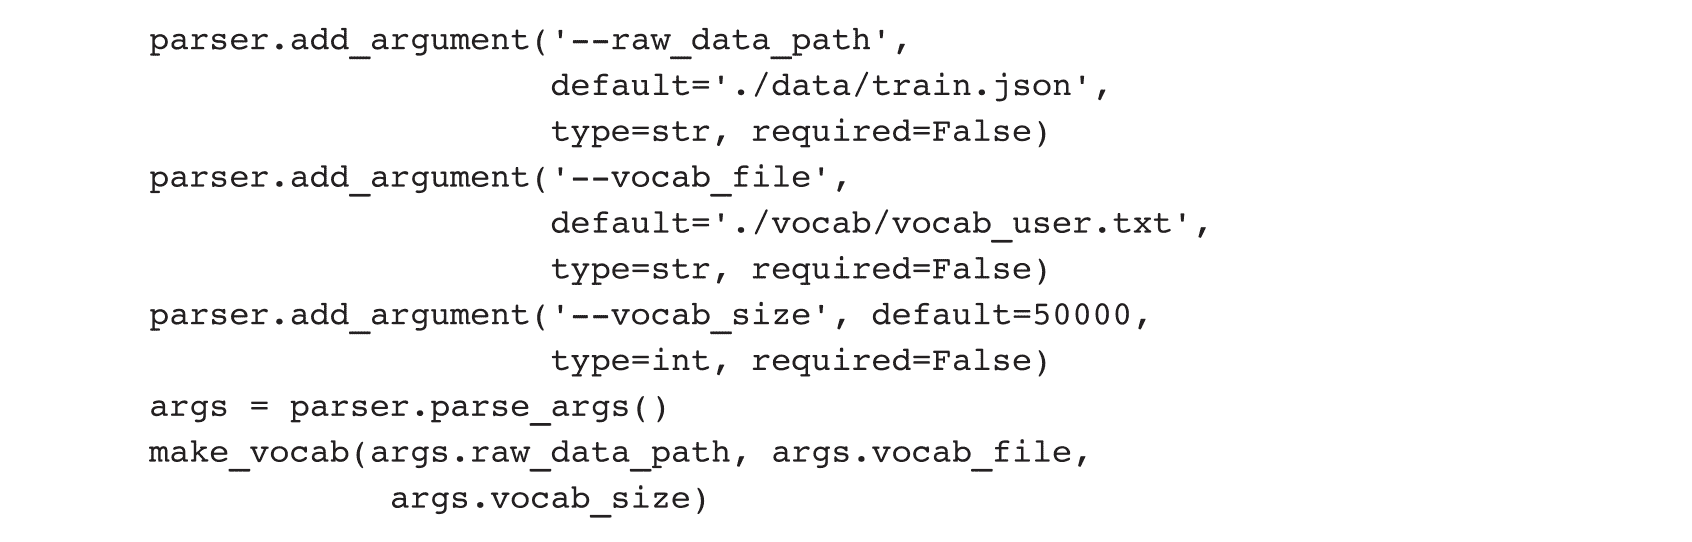 parser.add_argument('--raw_data_path',
                    default='./data/train.json',
                    type=str, required=False)
parser.add_argument('--vocab_file',
                    default='./vocab/vocab_user.txt',
                    type=str, required=False)
parser.add_argument('--vocab_size', default=50000,
                    type=int, required=False)
args = parser.parse_args()
make_vocab(args.raw_data_path, args.vocab_file,
            args.vocab_size)